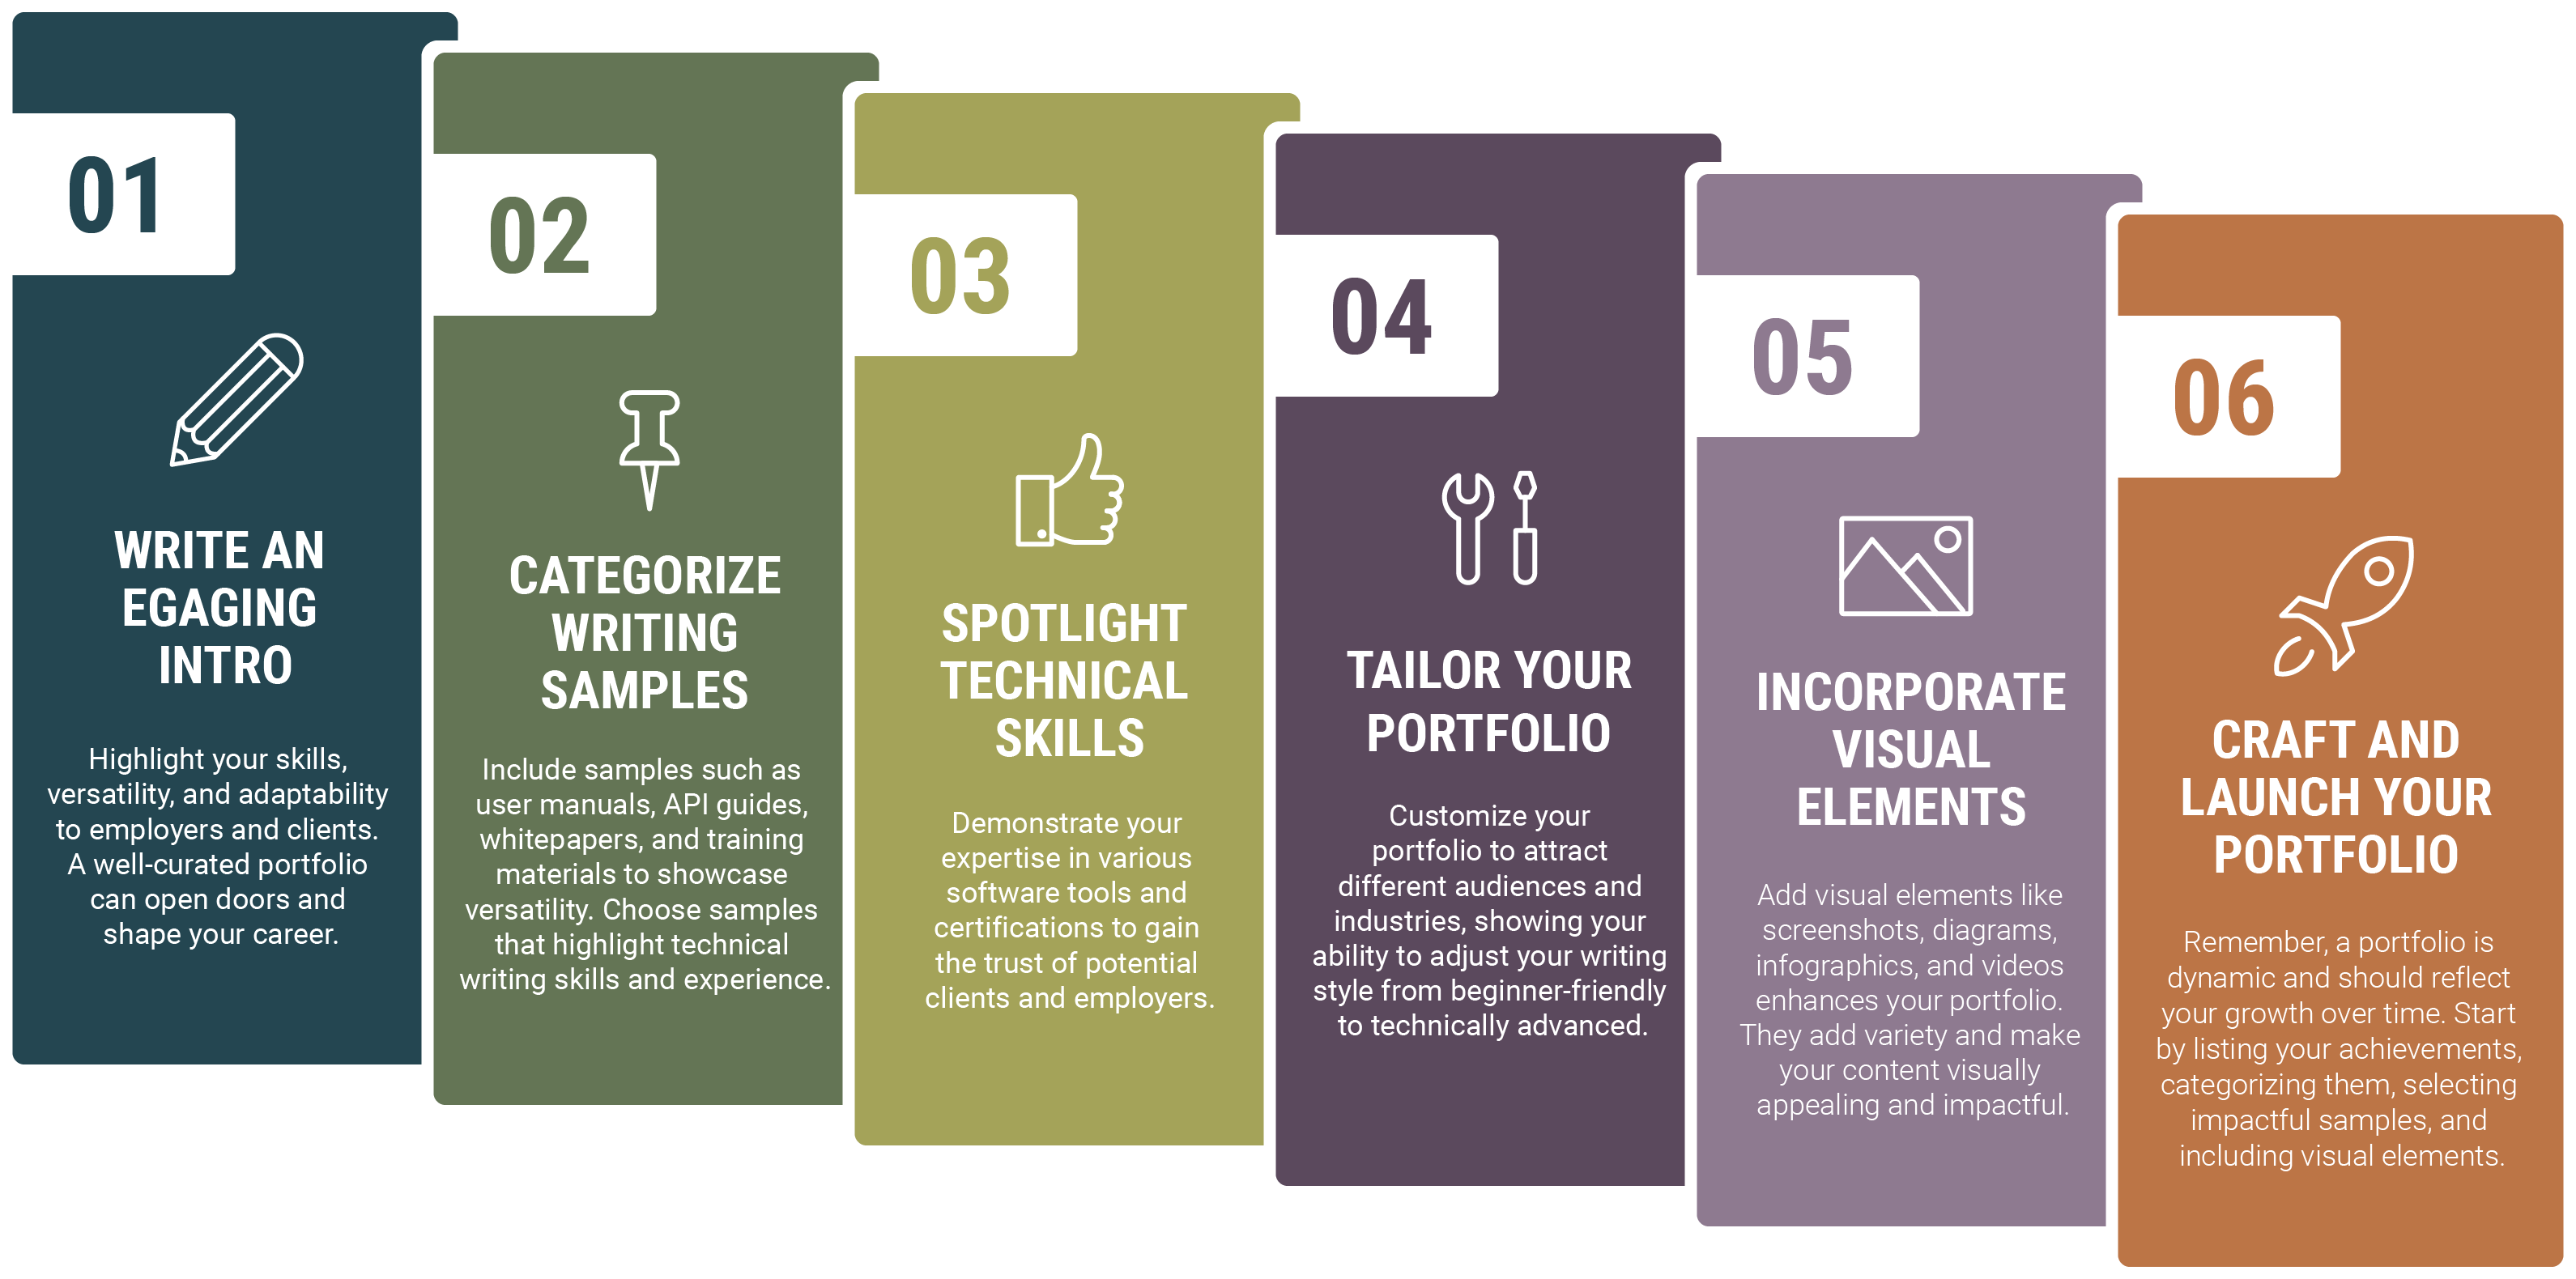 01
WRITE AN
EGAGING
INTRO
Highlight your skills,
versatility, and adaptability
to employers and clients.
A well-curated portfolio
can open doors and
shape your career.
02
CATEGORIZE
WRITING
SAMPLES
Include samples such as
user manuals, API guides,
whitepapers, and training
materials to showcase
versatility. Choose samples
that highlight technical
writing skills and experience.
03
SPOTLIGHT
TECHNICAL
SKILLS
Demonstrate your
expertise in various
software tools and
certifications to gain
the trust of potential
clients and employers.
04
TAILOR YOUR
PORTFOLIO
Customize your
portfolio to attract
different audiences and
industries, showing your
ability to adjust your writing
style from beginner-friendly
to technically advanced.
05
INCORPORATE
VISUAL
ELEMENTS
Add visual elements like
screenshots, diagrams,
infographics, and videos
enhances your portfolio.
They add variety and make
your content visually
appealing and impactful.
06
CRAFT AND
LAUNCH YOUR
PORTFOLIO
Remember, a portfolio is
dynamic and should reflect
your growth over time. Start
by listing your achievements,
categorizing them, selecting
impactful samples, and
including visual elements.